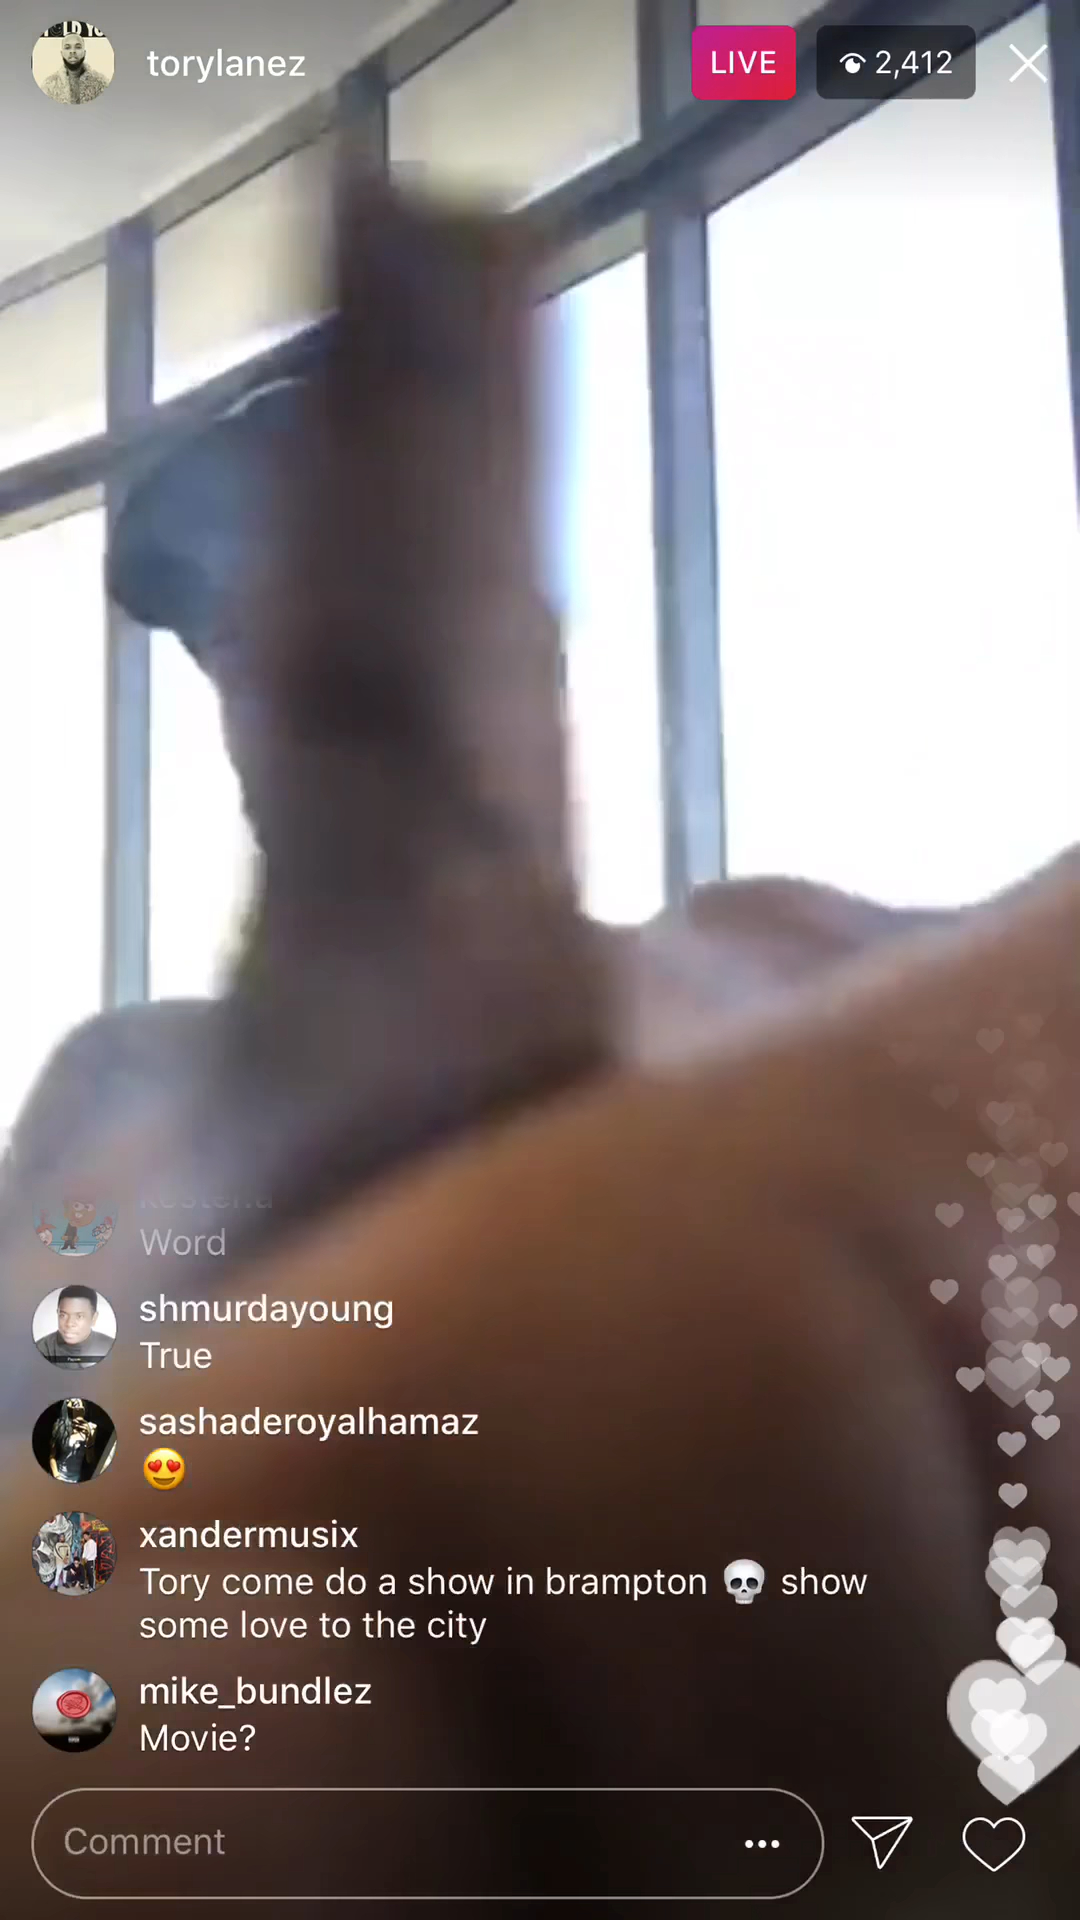 torylanez
LIVE
2,412
Word
shmurdayoung
True
sashaderoyalhamaz
😍
xandermusix
Tory come do a show in brampton 💀 show
some love to the city
mike_bundlez
Movie?
Comment